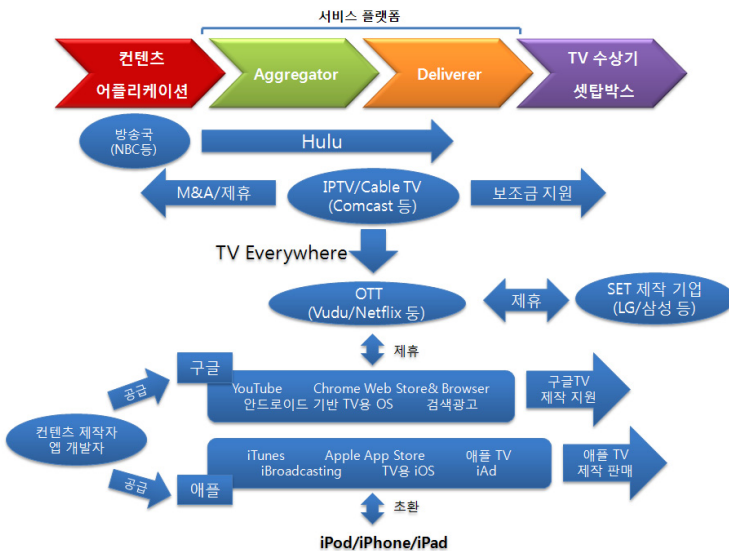 서비스 플랫폼
컨텐츠
어플리케이션
Aggregator
Deliverer
TV 수상기
셋탑박스
방송국
(NBC등)
Hulu
M&A/제휴
IPTV/Cable TV
(Comcast 등)
보조금 지원
TV Everywhere
OTT
(Vudu/Netflix 둥)
제휴
SET 제작 기업
(LG/삼성 등)
제휴
구글
공급
YouTube Chrome Web Store& Browser
안드로이드 기반 TV용 OS 검색광고
구글TV
제작 지원
컨텐츠 제작자
앱 개발자
iTunes Apple App Store 애플 TV
iBroadcasting TV용 iOS iAd
애플 TV
제작 판매
공급
애플
초환
iPod/iPhone/iPad